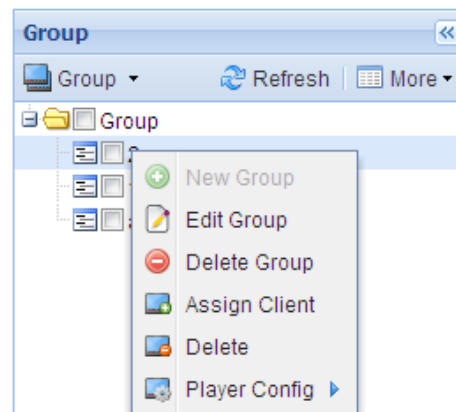 Group
Group Refresh More
Group
New Group
Edit Group
Delete Group
Assign Client
Delete
Player Config